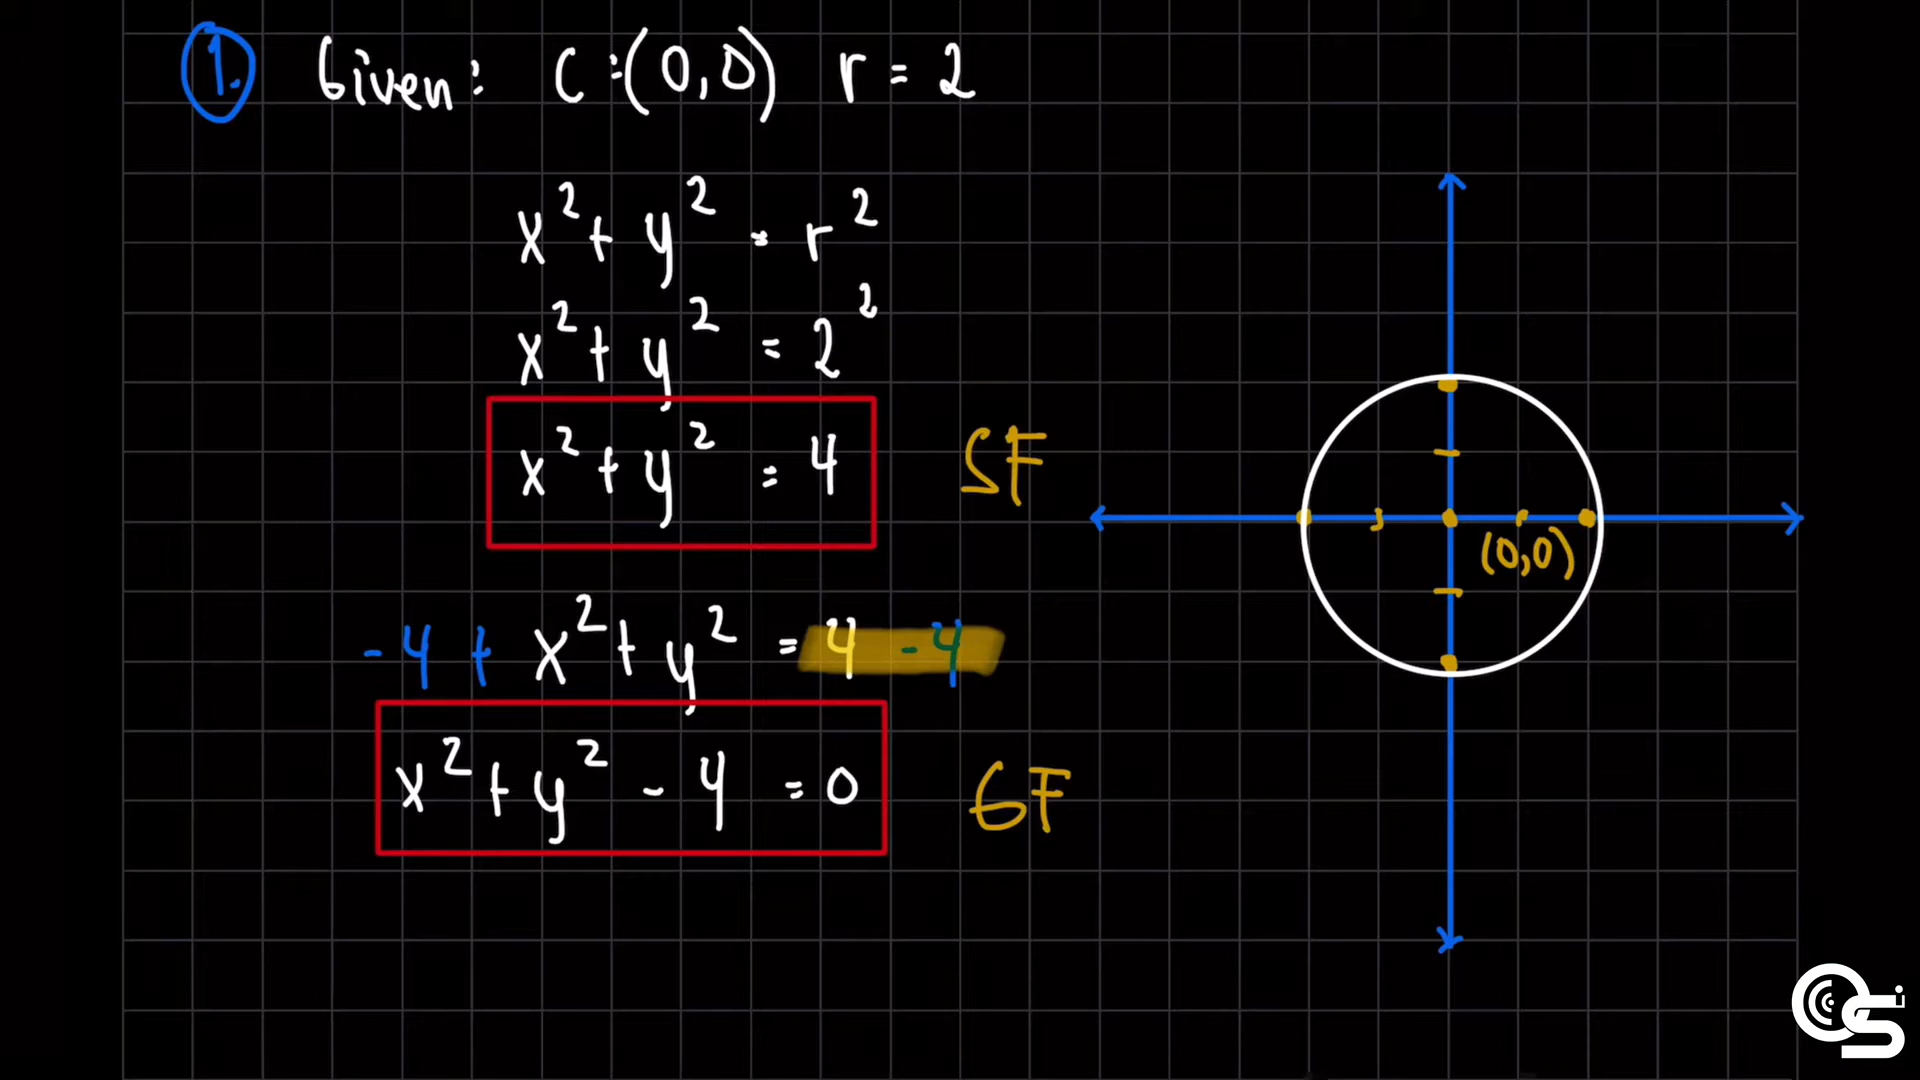 1. Given: C:(0,0) r = 2
x² + y² = r²
x² + y² = 2²
x² + y² = 4 SF
-4 + x² + y² = 4 - 4
x² + y² - 4 = 0 GF
(0,0)